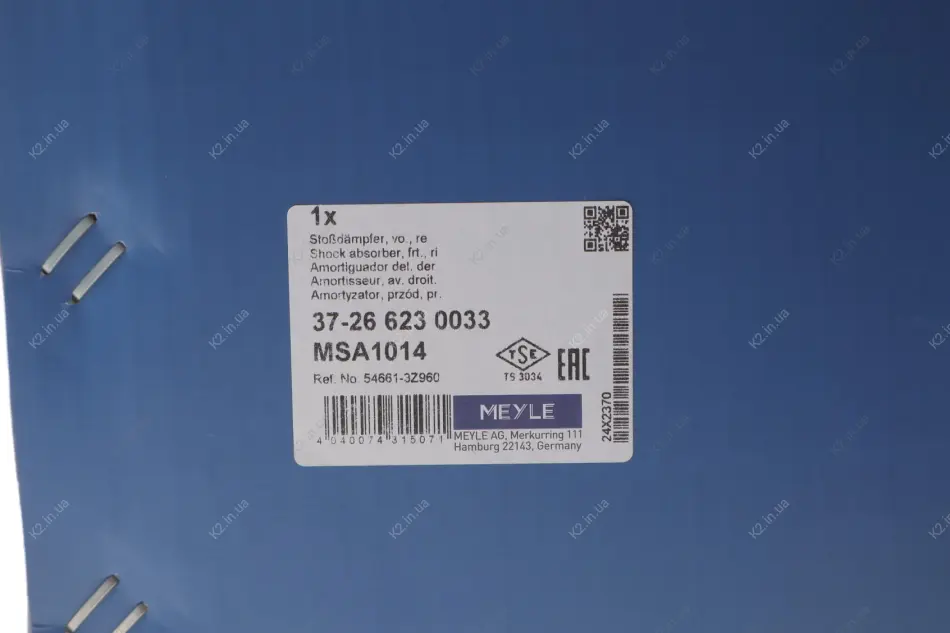 1x
Stoßdämpfer, vo., re
Shock absorber, frt., ri
Amortiguador del. der
Amortisseur, av. droit.
Amortyzator, przód, pr.
37-26 623 0033
MSA1014
Ref. No. 54661-3Z960
TSE
TS 3034
EAC
MEYLE
4 040074 315071
MEYLE AG, Merkurring 111
Hamburg 22143, Germany
24X2370
K2.in.ua